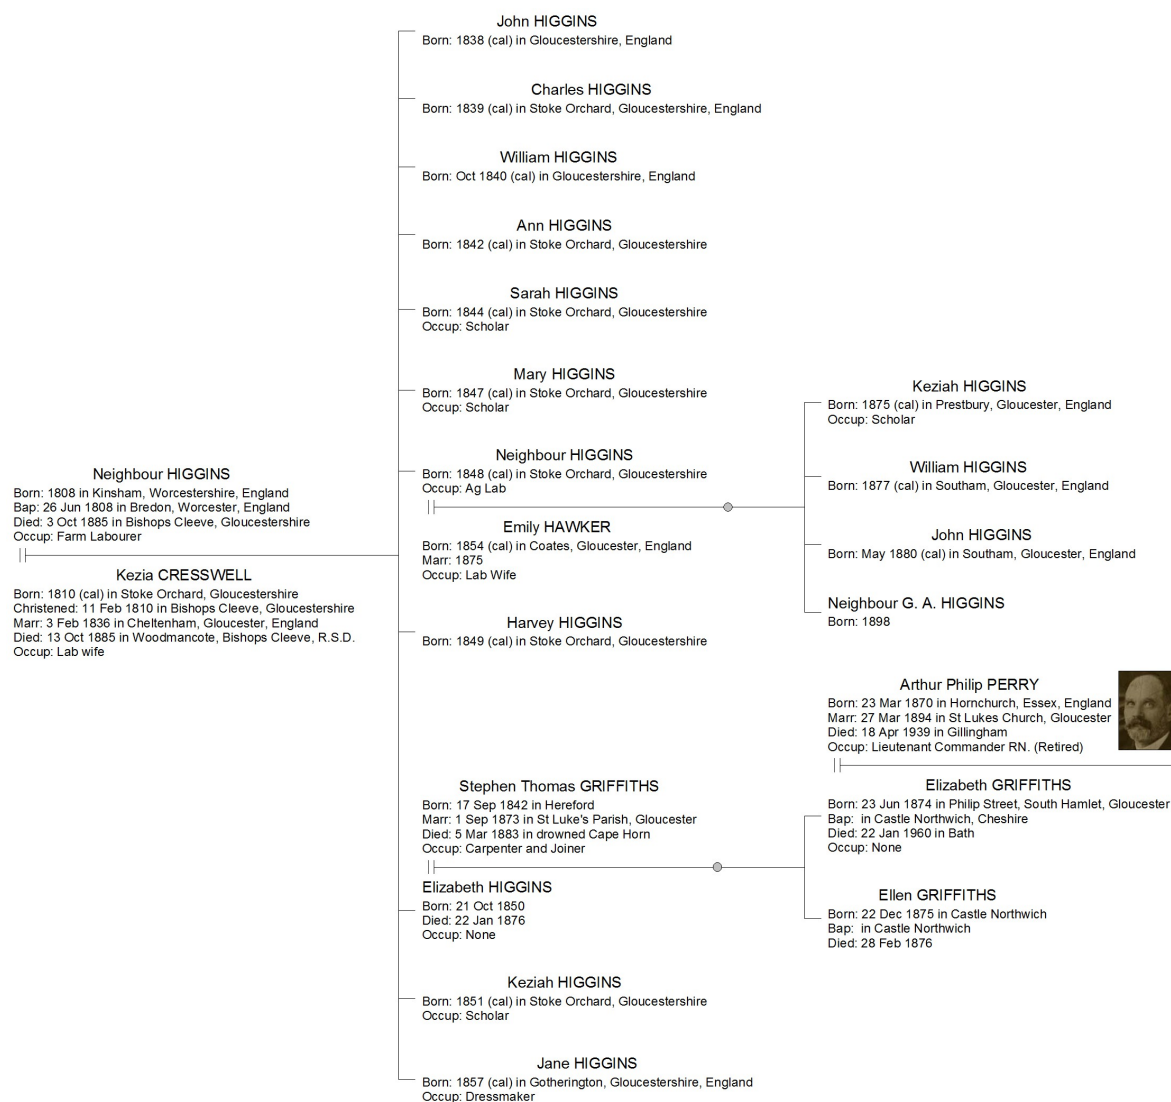 Neighbour HIGGINS
Born: 1808 in Kinsham, Worcestershire, England
Bap: 26 Jun 1808 in Bredon, Worcester, England
Died: 3 Oct 1885 in Bishops Cleeve, Gloucestershire
Occup: Farm Labourer
Kezia CRESSWELL
Born: 1810 (cal) in Stoke Orchard, Gloucestershire
Christened: 11 Feb 1810 in Bishops Cleeve, Gloucestershire
Marr: 3 Feb 1836 in Cheltenham, Gloucester, England
Died: 13 Oct 1885 in Woodmancote, Bishops Cleeve, R.S.D.
Occup: Lab wife
John HIGGINS
Born: 1838 (cal) in Gloucestershire, England
Charles HIGGINS
Born: 1839 (cal) in Stoke Orchard, Gloucestershire, England
William HIGGINS
Born: Oct 1840 (cal) in Gloucestershire, England
Ann HIGGINS
Born: 1842 (cal) in Stoke Orchard, Gloucestershire
Sarah HIGGINS
Born: 1844 (cal) in Stoke Orchard, Gloucestershire
Occup: Scholar
Mary HIGGINS
Born: 1847 (cal) in Stoke Orchard, Gloucestershire
Occup: Scholar
Neighbour HIGGINS
Born: 1848 (cal) in Stoke Orchard, Gloucestershire
Occup: Ag Lab
Emily HAWKER
Born: 1854 (cal) in Coates, Gloucester, England
Marr: 1875
Occup: Lab Wife
Harvey HIGGINS
Born: 1849 (cal) in Stoke Orchard, Gloucestershire
Stephen Thomas GRIFFITHS
Born: 17 Sep 1842 in Hereford
Marr: 1 Sep 1873 in St Luke's Parish, Gloucester
Died: 5 Mar 1883 in drowned Cape Horn
Occup: Carpenter and Joiner
Elizabeth HIGGINS
Born: 21 Oct 1850
Died: 22 Jan 1876
Occup: None
Keziah HIGGINS
Born: 1851 (cal) in Stoke Orchard, Gloucestershire
Occup: Scholar
Jane HIGGINS
Born: 1857 (cal) in Gotherington, Gloucestershire, England
Occup: Dressmaker
Keziah HIGGINS
Born: 1875 (cal) in Prestbury, Gloucester, England
Occup: Scholar
William HIGGINS
Born: 1877 (cal) in Southam, Gloucester, England
John HIGGINS
Born: May 1880 (cal) in Southam, Gloucester, England
Neighbour G. A. HIGGINS
Born: 1898
Arthur Philip PERRY
Born: 23 Mar 1870 in Hornchurch, Essex, England
Marr: 27 Mar 1894 in St Lukes Church, Gloucester
Died: 18 Apr 1939 in Gillingham
Occup: Lieutenant Commander RN. (Retired)
Elizabeth GRIFFITHS
Born: 23 Jun 1874 in Philip Street, South Hamlet, Gloucester
Bap:  in Castle Northwich, Cheshire
Died: 22 Jan 1960 in Bath
Occup: None
Ellen GRIFFITHS
Born: 22 Dec 1875 in Castle Northwich
Bap:  in Castle Northwich
Died: 28 Feb 1876